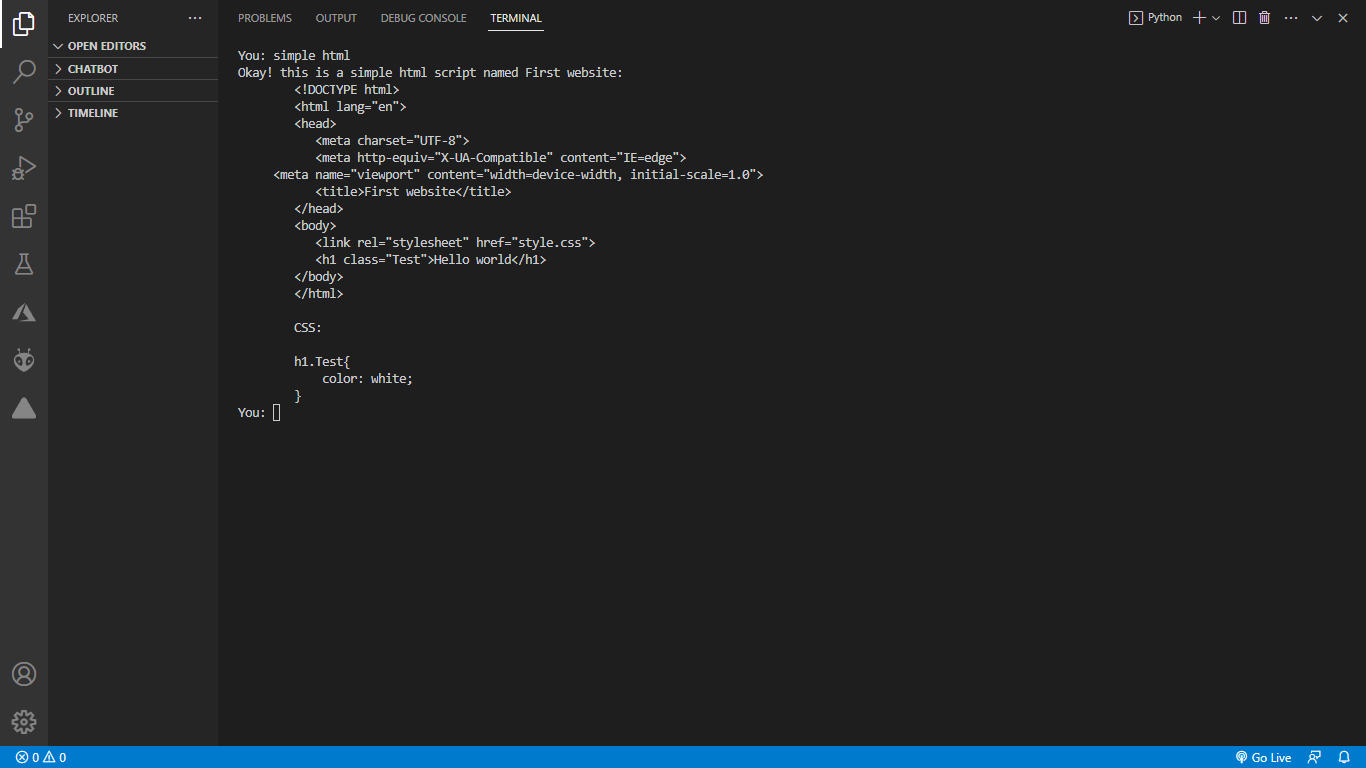 EXPLORER
OPEN EDITORS
CHATBOT
OUTLINE
TIMELINE
PROBLEMS OUTPUT DEBUG CONSOLE TERMINAL
Python
You: simple html
Okay! this is a simple html script named First website:
<!DOCTYPE html>
<html lang="en">
<head>
<meta charset="UTF-8">
<meta http-equiv="X-UA-Compatible" content="IE=edge">
<meta name="viewport" content="width=device-width, initial-scale=1.0">
<title>First website</title>
</head>
<body>
<link rel="stylesheet" href="style.css">
<h1 class="Test">Hello world</h1>
</body>
</html>
CSS:
h1.Test{
color: white;
}
You:
0 0
Go Live